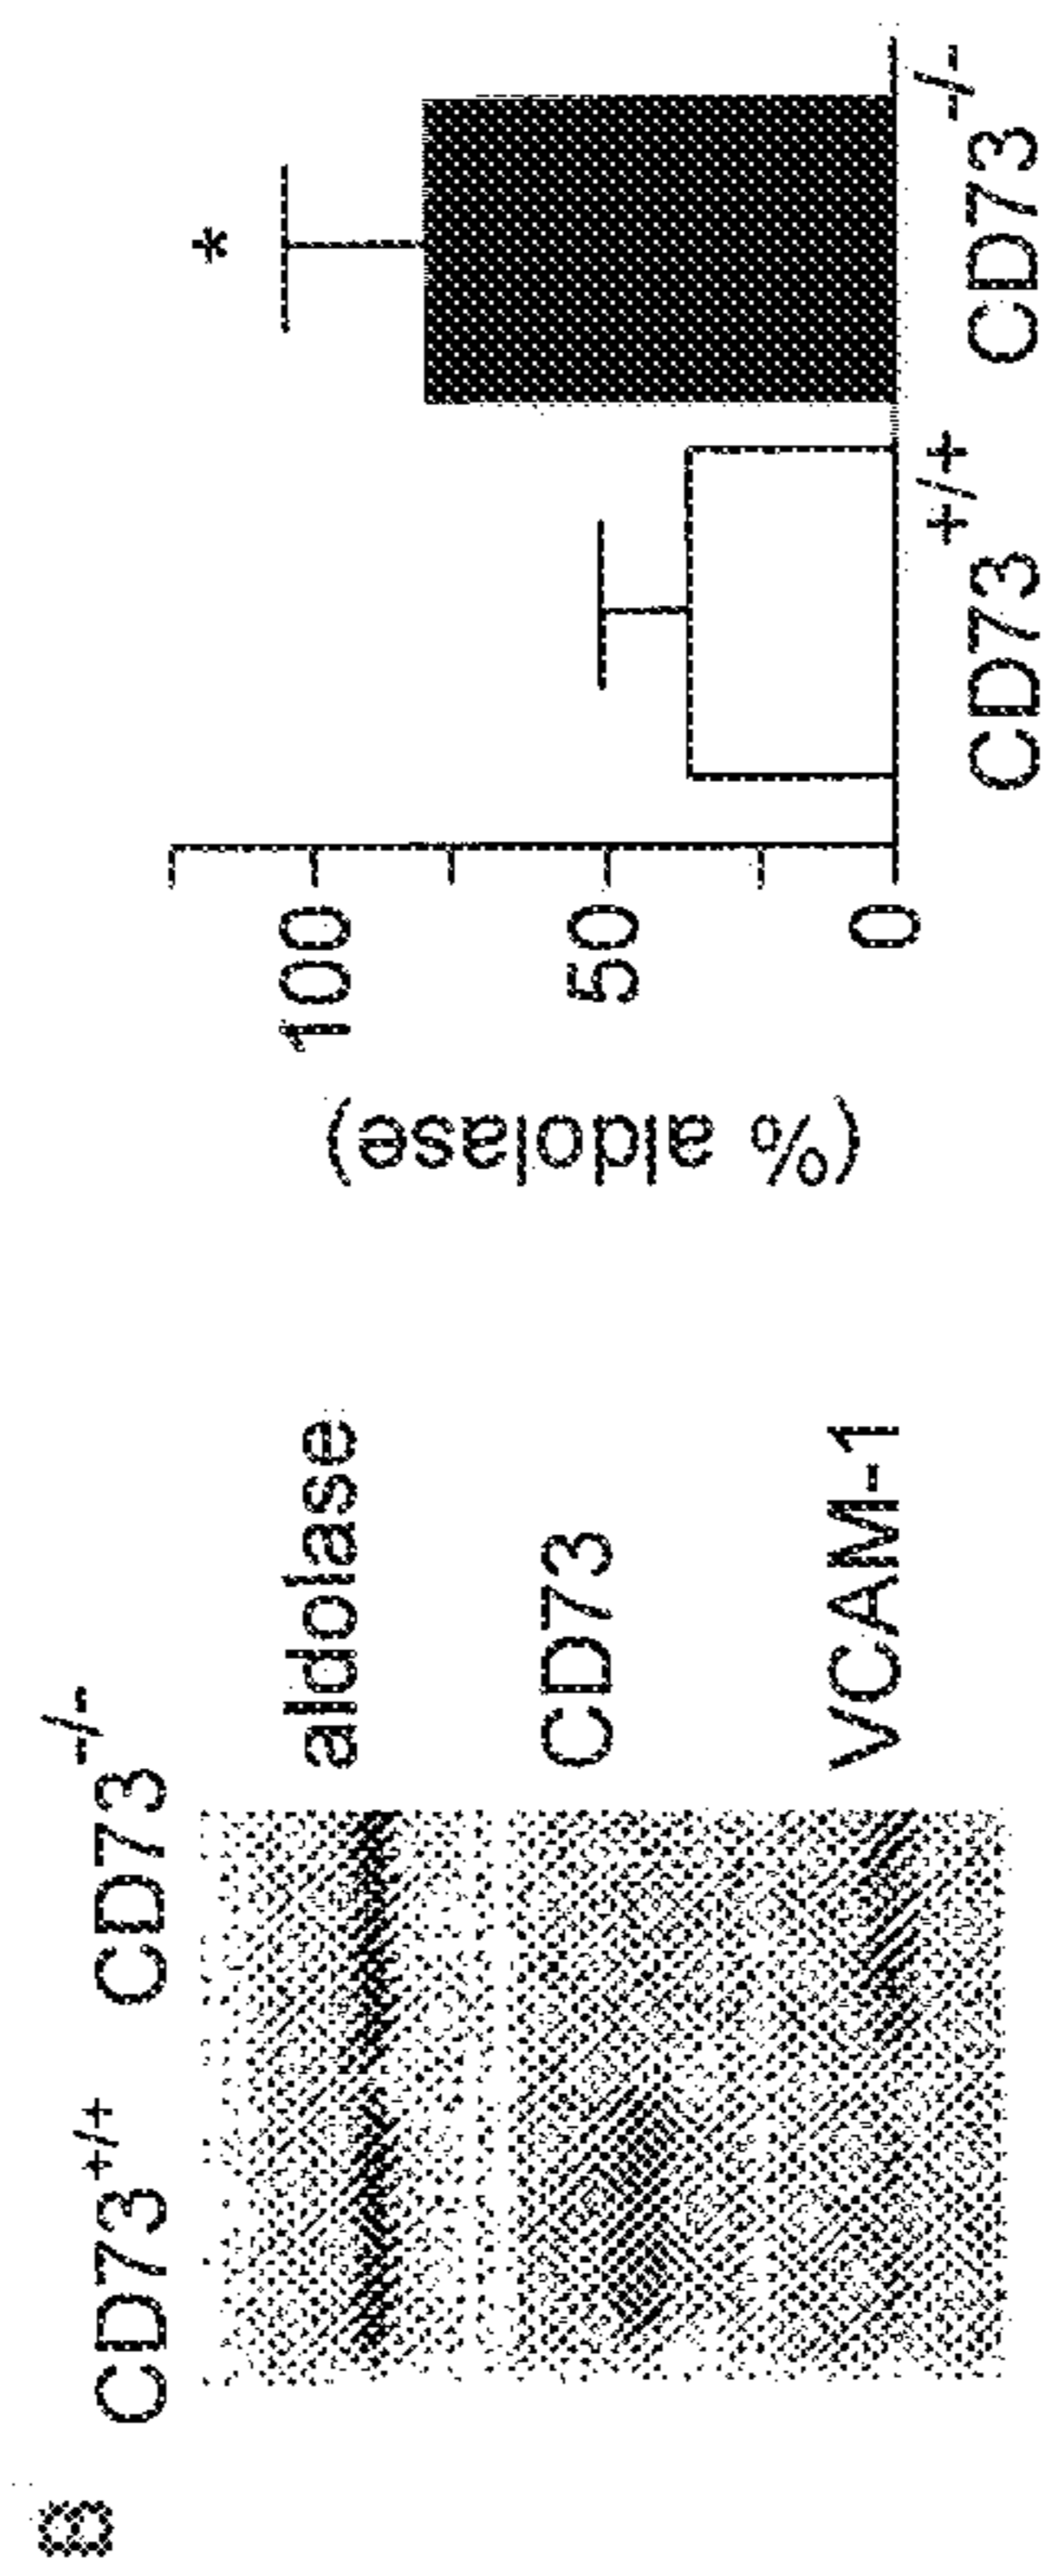 B
CD73+/+ CD73-/-
aldolase
CD73
VCAM-1
(% aldolase)
100
50
0
*
CD73+/+ CD73-/-